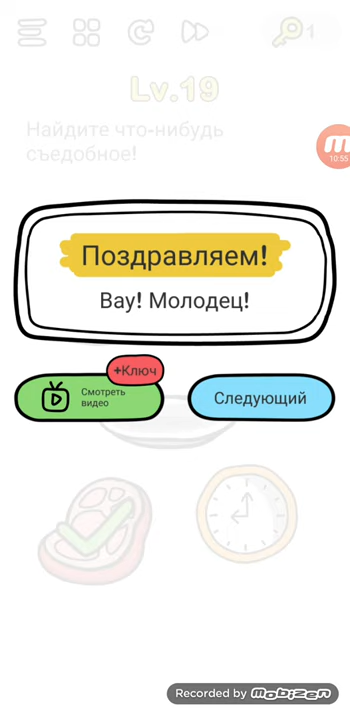 1
Lv.19
Найдите что-нибудь
съедобное!
10:55
Поздравляем!
Вау! Молодец!
+Ключ
Смотреть
видео
Следующий
Recorded by Mobizen